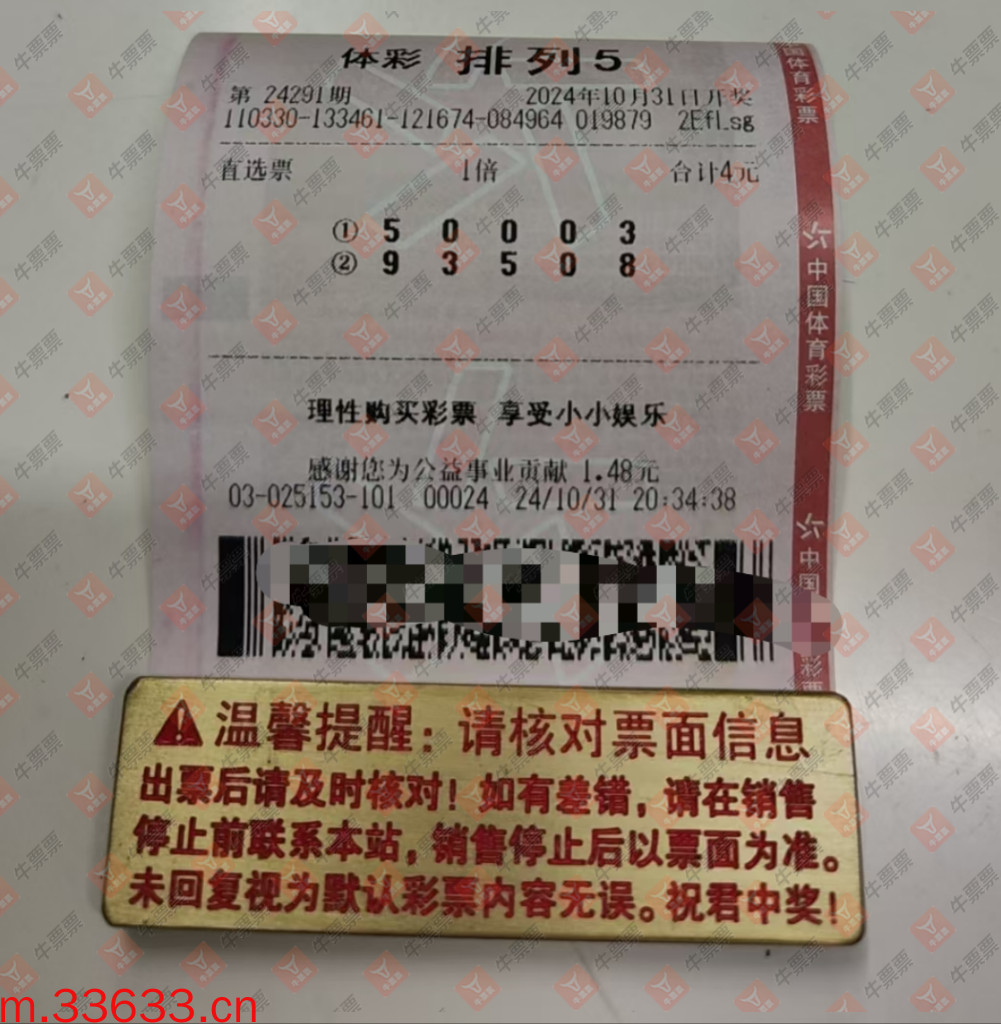 体彩 排列5
第 24291期 2024年10月31日开奖
110330-133461-121674-084964 019879 2EfLsg
直选票 1倍 合计4元
① 5 0 0 0 3
② 9 3 5 0 8
理性购买彩票 享受小小娱乐
感谢您为公益事业贡献 1.48元
03-025153-101 00024 24/10/31 20:34:38
国体育彩票
中国体育彩票
中国
彩票
温馨提醒：请核对票面信息
出票后请及时核对！如有差错，请在销售
停止前联系本站，销售停止后以票面为准。
未回复视为默认彩票内容无误。祝君中奖！
牛票票
m.33633.cn